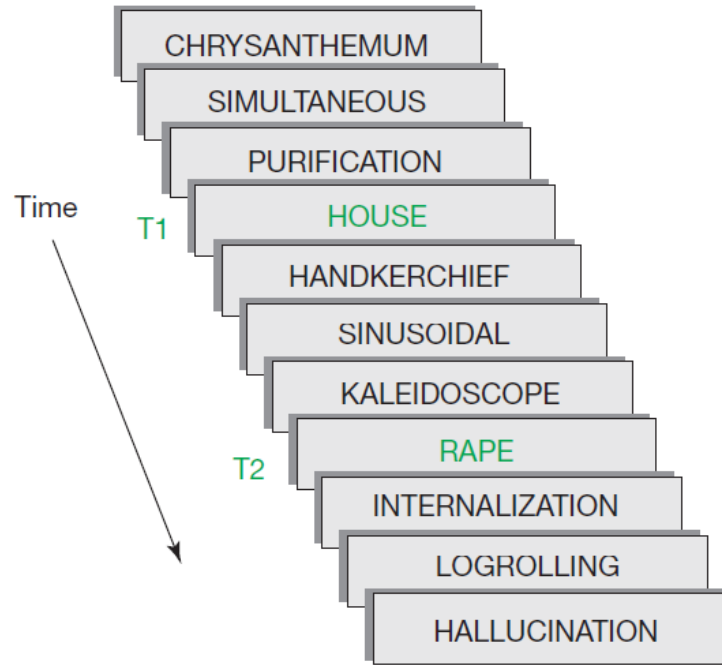 CHRYSANTHEMUM
SIMULTANEOUS
PURIFICATION
Time
T1
HOUSE
HANDKERCHIEF
SINUSOIDAL
KALEIDOSCOPE
T2
RAPE
INTERNALIZATION
LOGROLLING
HALLUCINATION